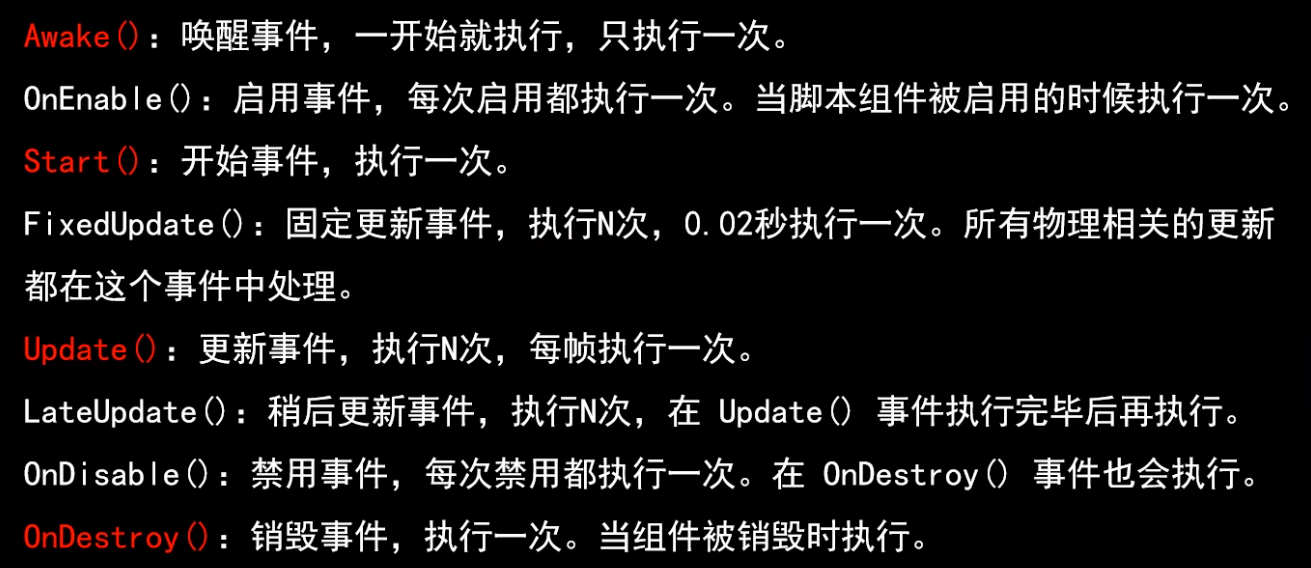 Awake()：唤醒事件，一开始就执行，只执行一次。
OnEnable()：启用事件，每次启用都执行一次。当脚本组件被启用的时候执行一次。
Start()：开始事件，执行一次。
FixedUpdate()：固定更新事件，执行N次，0.02秒执行一次。所有物理相关的更新
都在这个事件中处理。
Update()：更新事件，执行N次，每帧执行一次。
LateUpdate()：稍后更新事件，执行N次，在 Update() 事件执行完毕后再执行。
OnDisable()：禁用事件，每次禁用都执行一次。在 OnDestroy() 事件也会执行。
OnDestroy()：销毁事件，执行一次。当组件被销毁时执行。